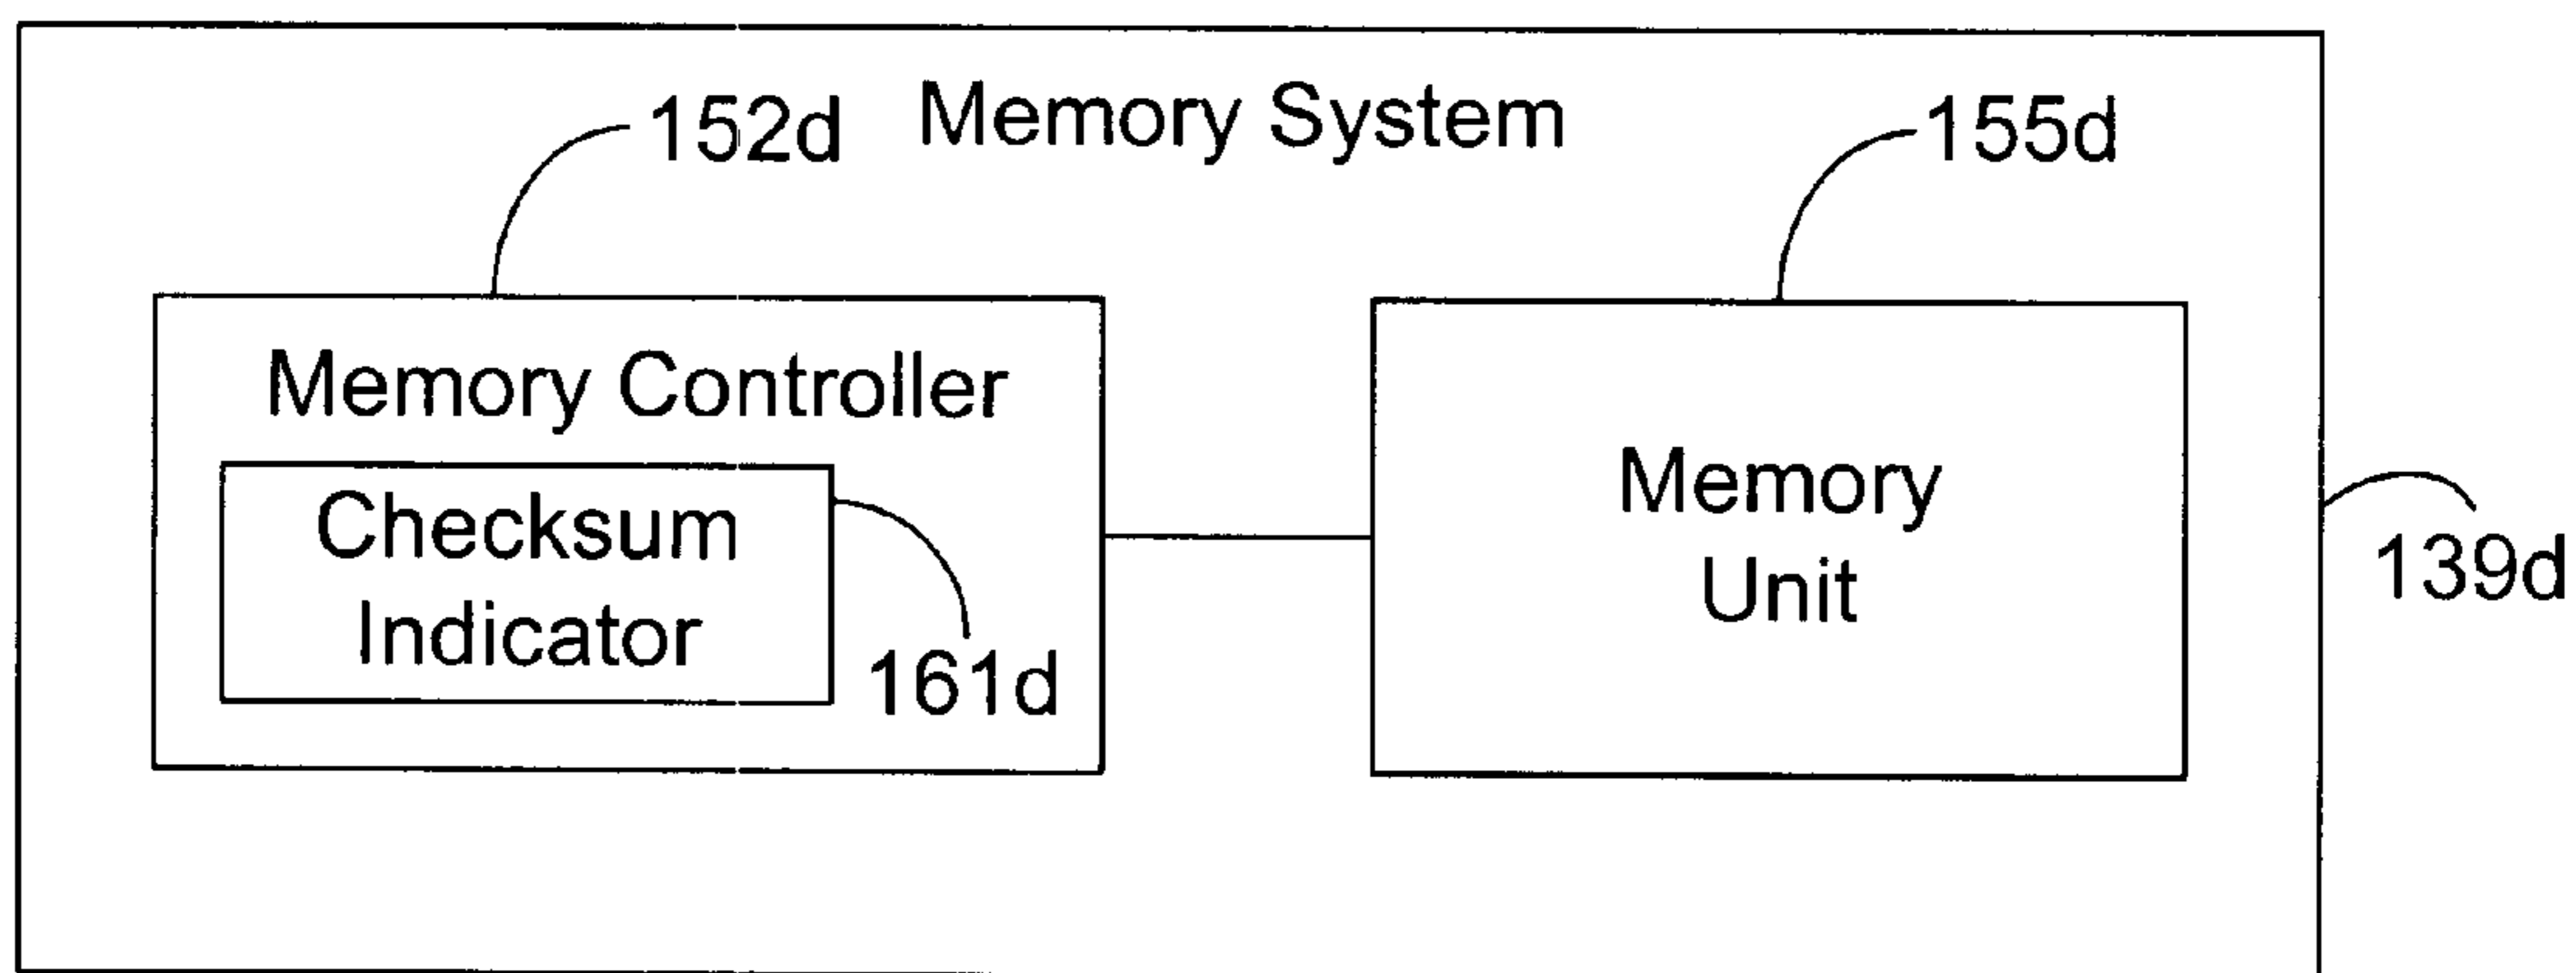 152d
Memory System
155d
Memory Controller
Checksum
Indicator
161d
Memory
Unit
139d